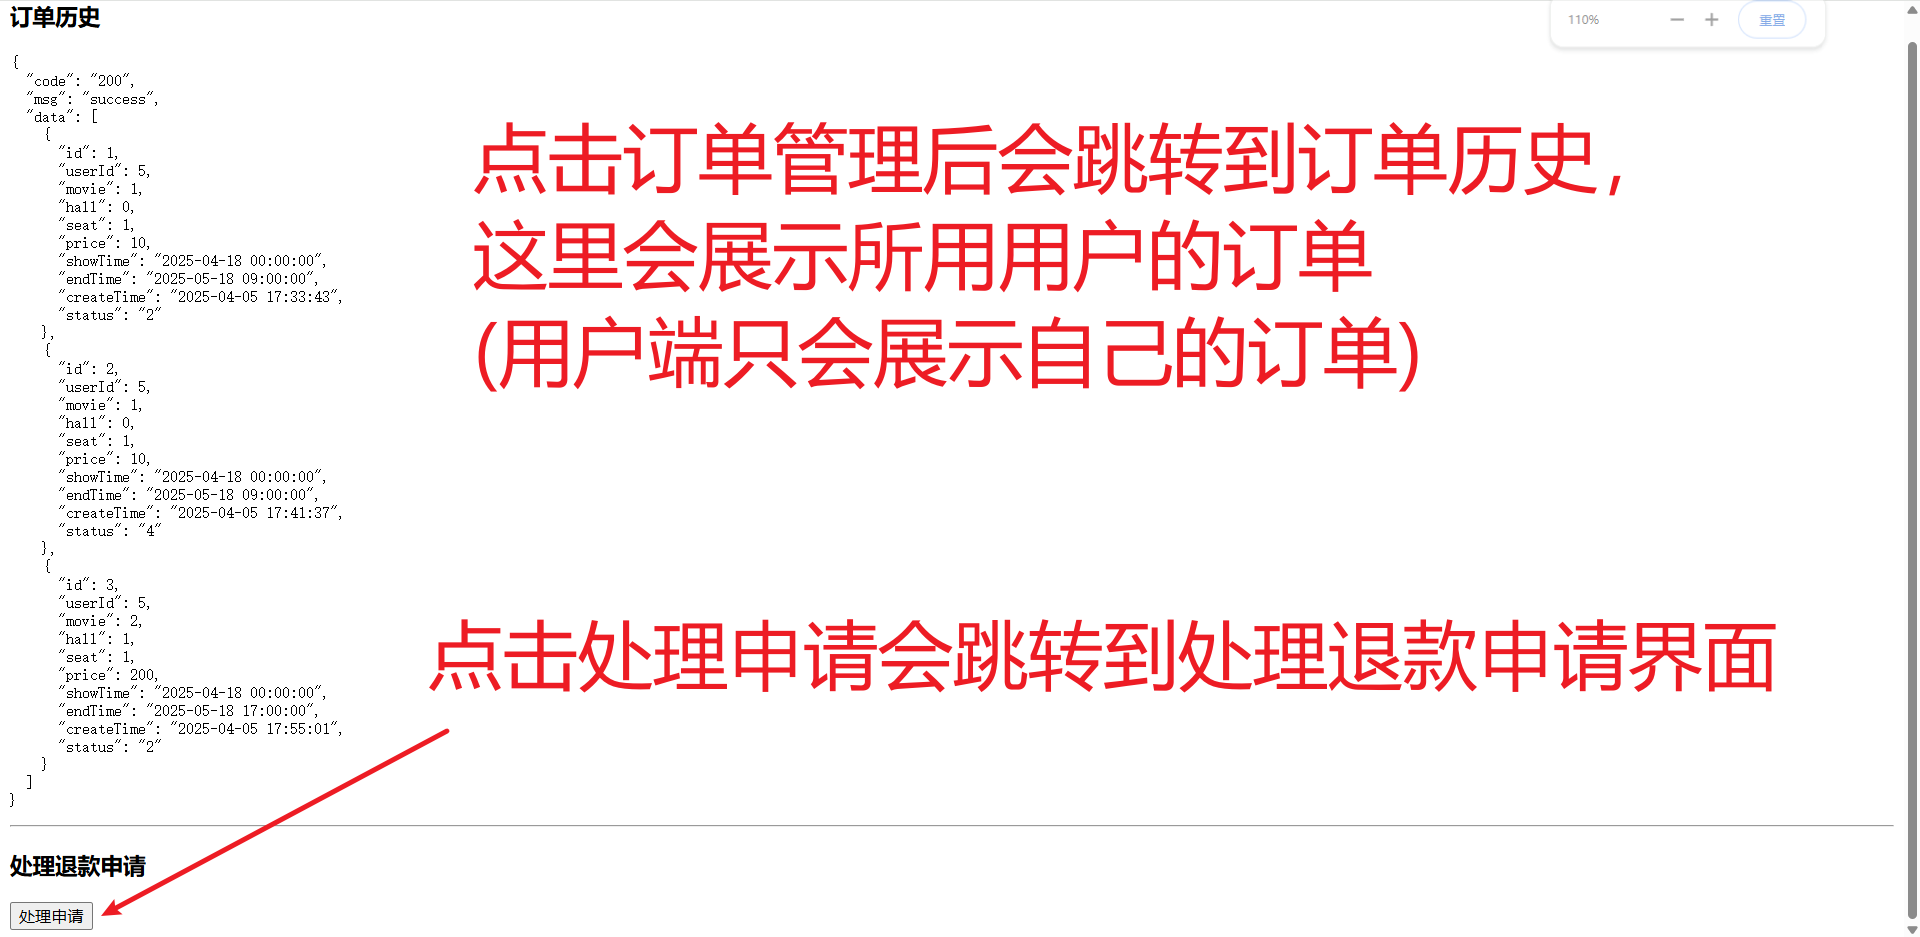 订单历史
110%
重置
{
"code": "200",
"msg": "success",
"data": [
{
"id": 1,
"userId": 5,
"movie": 1,
"hall": 0,
"seat": 1,
"price": 10,
"showTime": "2025-04-18 00:00:00",
"endTime": "2025-05-18 09:00:00",
"createTime": "2025-04-05 17:33:43",
"status": "2"
},
{
"id": 2,
"userId": 5,
"movie": 1,
"hall": 0,
"seat": 1,
"price": 10,
"showTime": "2025-04-18 00:00:00",
"endTime": "2025-05-18 09:00:00",
"createTime": "2025-04-05 17:41:37",
"status": "4"
},
{
"id": 3,
"userId": 5,
"movie": 2,
"hall": 1,
"seat": 1,
"price": 200,
"showTime": "2025-04-18 00:00:00",
"endTime": "2025-05-18 17:00:00",
"createTime": "2025-04-05 17:55:01",
"status": "2"
}
]
}
点击订单管理后会跳转到订单历史,
这里会展示所用用户的订单
(用户端只会展示自己的订单)
点击处理申请会跳转到处理退款申请界面
处理退款申请
处理申请